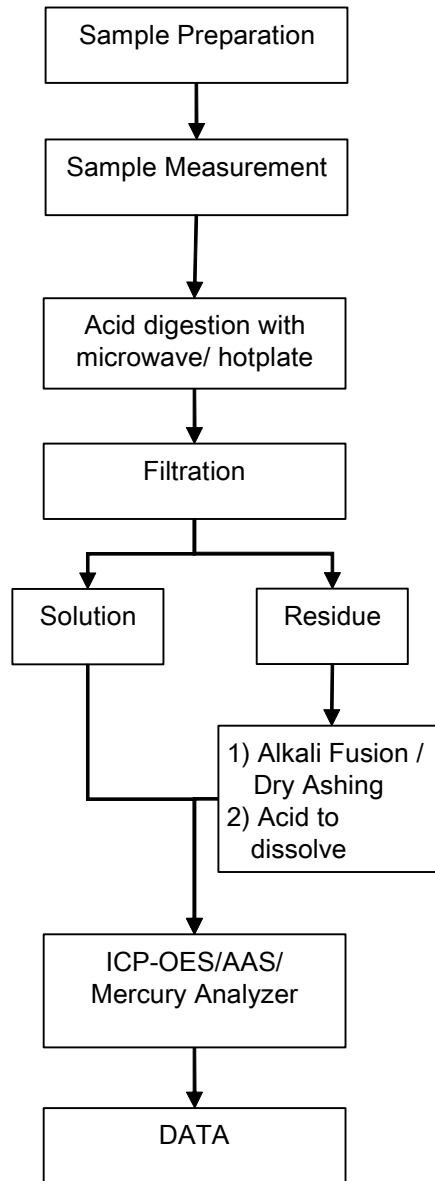 Sample Preparation
Sample Measurement
Acid digestion with
microwave/ hotplate
Filtration
Solution
Residue
1) Alkali Fusion /
Dry Ashing
2) Acid to
dissolve
ICP-OES/AAS/
Mercury Analyzer
DATA